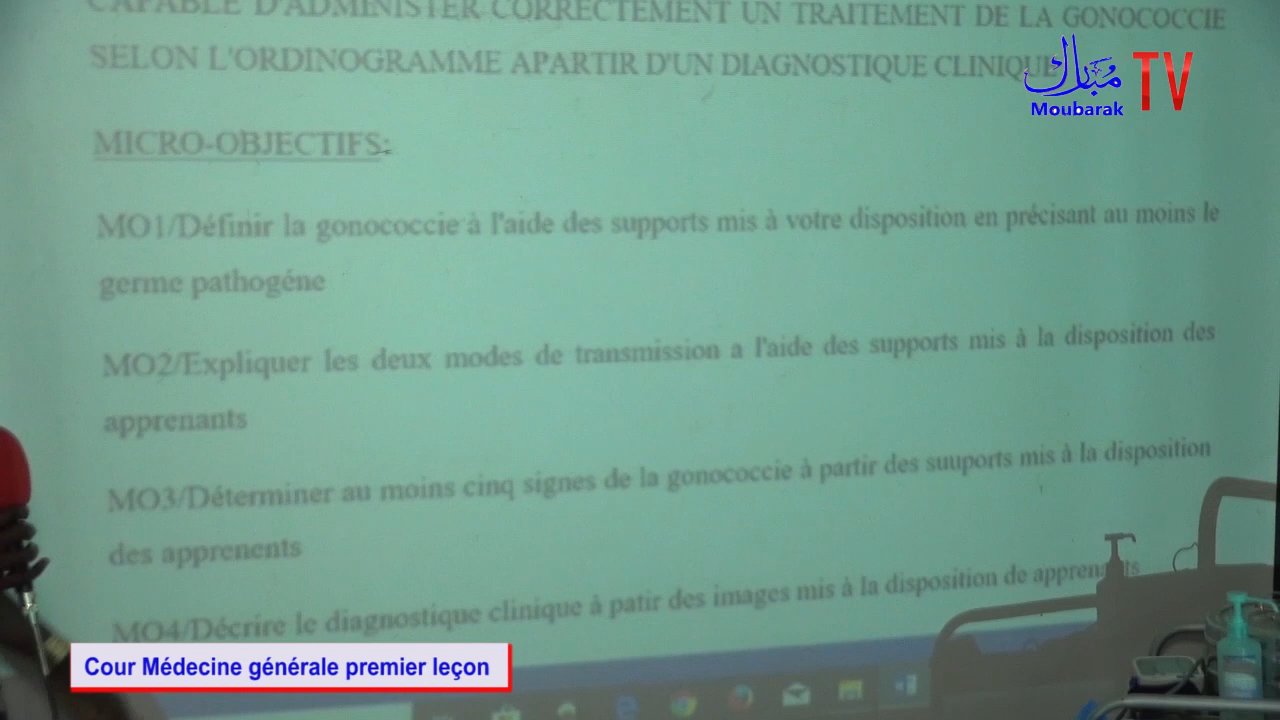 CAPABLE D'ADMINISTER CORRECTEMENT UN TRAITEMENT DE LA GONOCOCCIE
SELON L'ORDINOGRAMME APARTIR D'UN DIAGNOSTIQUE CLINIQUE
مبارك TV
Moubarak
MICRO-OBJECTIFS:
MO1/Définir la gonococcie à l'aide des supports mis à votre disposition en précisant au moins le
germe pathogéne
MO2/Expliquer les deux modes de transmission a l'aide des supports mis à la disposition des
apprenants
MO3/Déterminer au moins cinq signes de la gonococcie à partir des suuports mis à la disposition
des apprenents
MO4/Décrire le diagnostique clinique à patir des images mis à la disposition de apprenants
Cour Médecine générale premier leçon